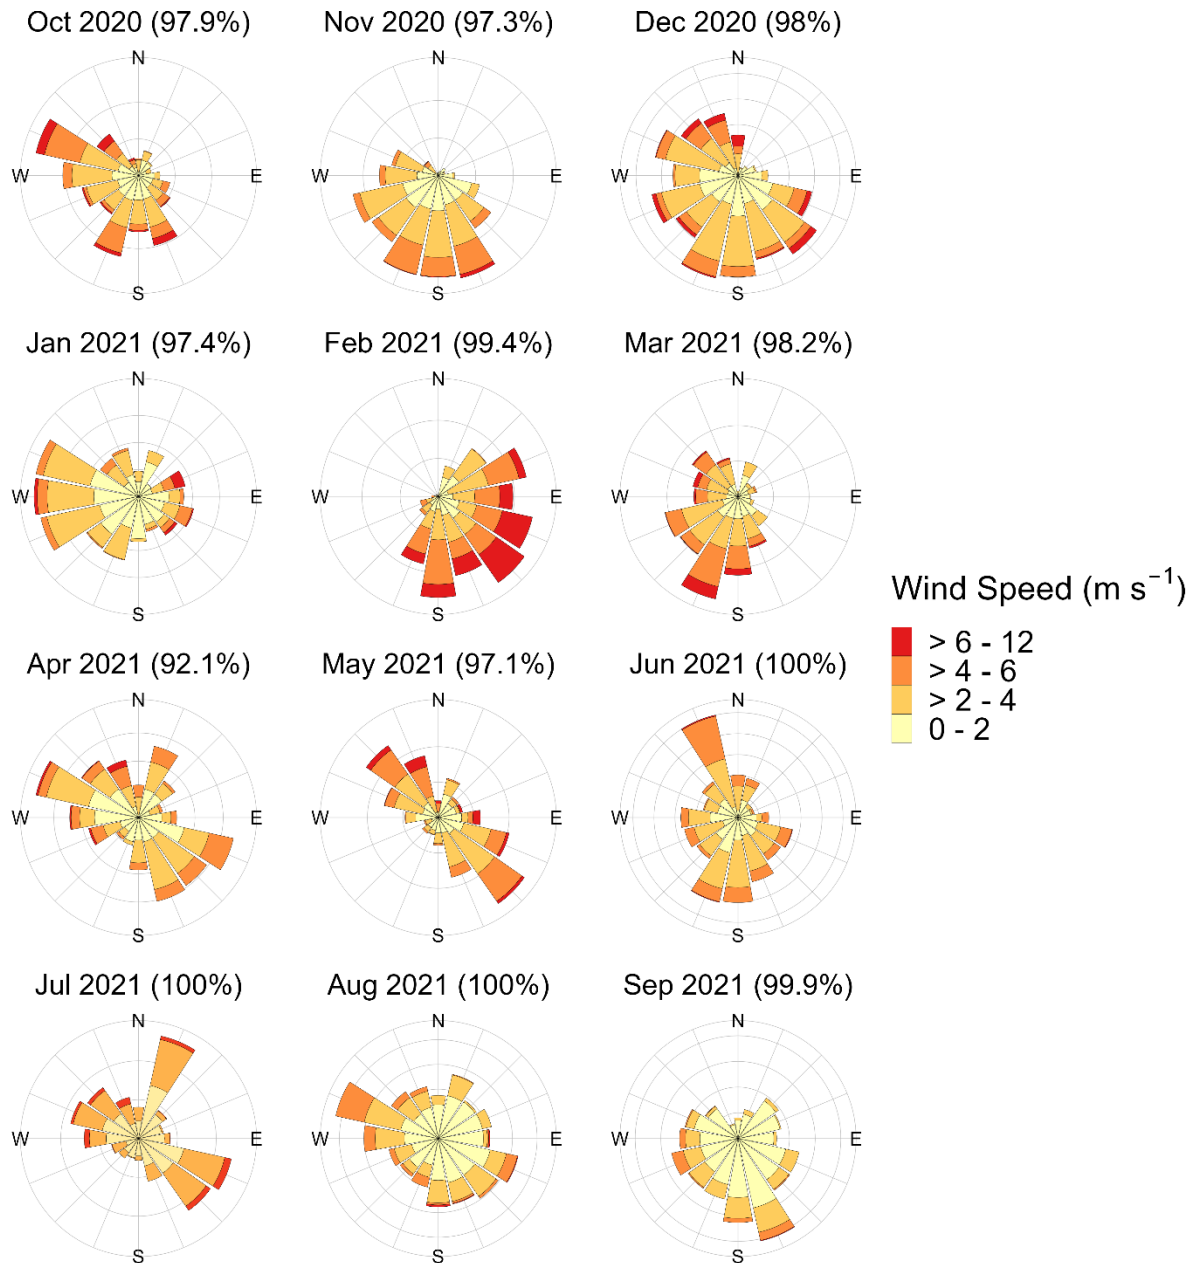 Oct 2020 (97.9%)
N
W
E
S
Nov 2020 (97.3%)
N
W
E
S
Dec 2020 (98%)
N
W
E
S
Jan 2021 (97.4%)
N
W
E
S
Feb 2021 (99.4%)
N
W
E
S
Mar 2021 (98.2%)
N
W
E
S
Wind Speed (m s⁻¹)
> 6 - 12
> 4 - 6
> 2 - 4
0 - 2
Apr 2021 (92.1%)
N
W
E
S
May 2021 (97.1%)
N
W
E
S
Jun 2021 (100%)
N
W
E
S
Jul 2021 (100%)
N
W
E
S
Aug 2021 (100%)
N
W
E
S
Sep 2021 (99.9%)
N
W
E
S